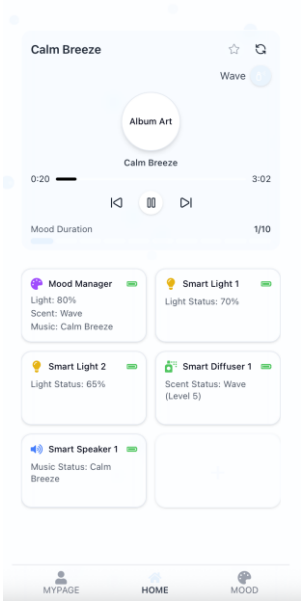 Calm Breeze
Wave
Album Art
Calm Breeze
0:20
3:02
Mood Duration
1/10
Mood Manager
Light: 80%
Scent: Wave
Music: Calm Breeze
Smart Light 1
Light Status: 70%
Smart Light 2
Light Status: 65%
Smart Diffuser 1
Scent Status: Wave
(Level 5)
Smart Speaker 1
Music Status: Calm
Breeze
MYPAGE
HOME
MOOD